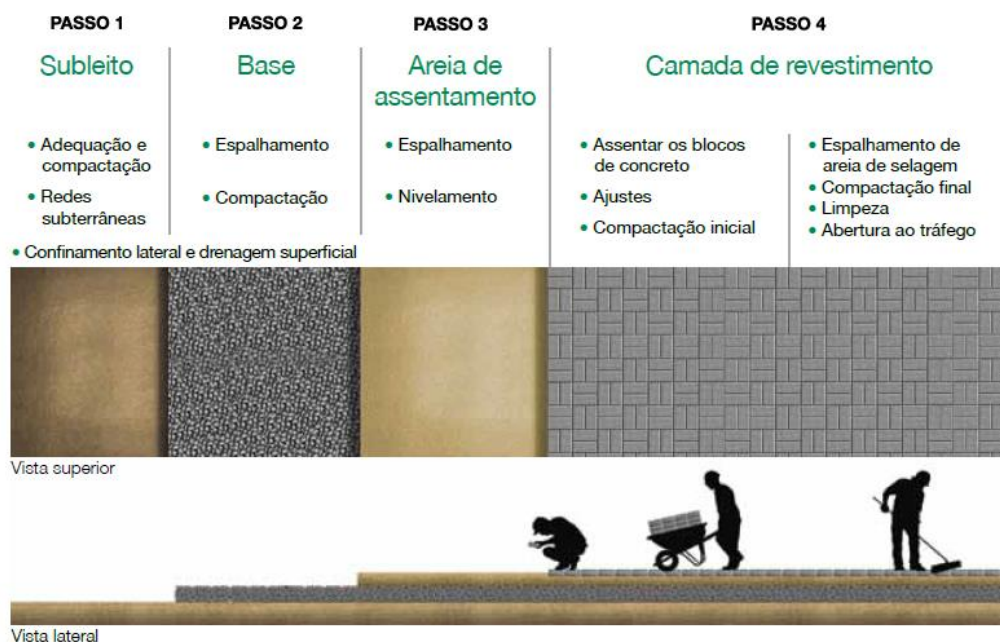 PASSO 1
Subleito
• Adequação e
compactação
• Redes
subterrâneas
• Confinamento lateral e drenagem superficial
PASSO 2
Base
• Espalhamento
• Compactação
PASSO 3
Areia de
assentamento
• Espalhamento
• Nivelamento
PASSO 4
Camada de revestimento
• Assentar os blocos
de concreto
• Ajustes
• Compactação inicial
• Espalhamento de
areia de selagem
• Compactação final
• Limpeza
• Abertura ao tráfego
Vista superior
Vista lateral